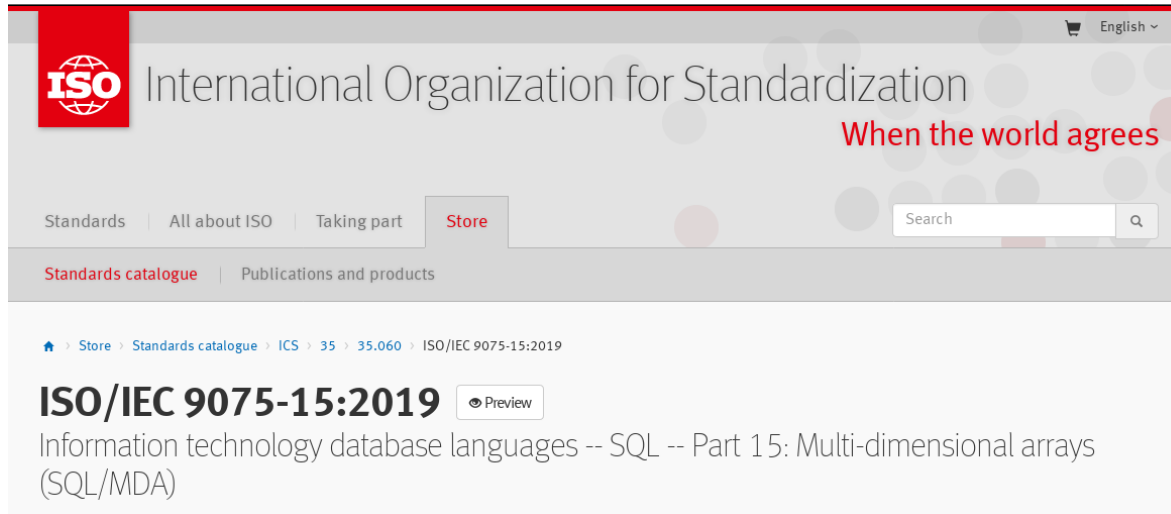 English
ISO
International Organization for Standardization
When the world agrees
Standards
All about ISO
Taking part
Store
Search
Standards catalogue
Publications and products
Store › Standards catalogue › ICS › 35 › 35.060 › ISO/IEC 9075-15:2019
ISO/IEC 9075-15:2019
Preview
Information technology database languages -- SQL -- Part 15: Multi-dimensional arrays
(SQL/MDA)